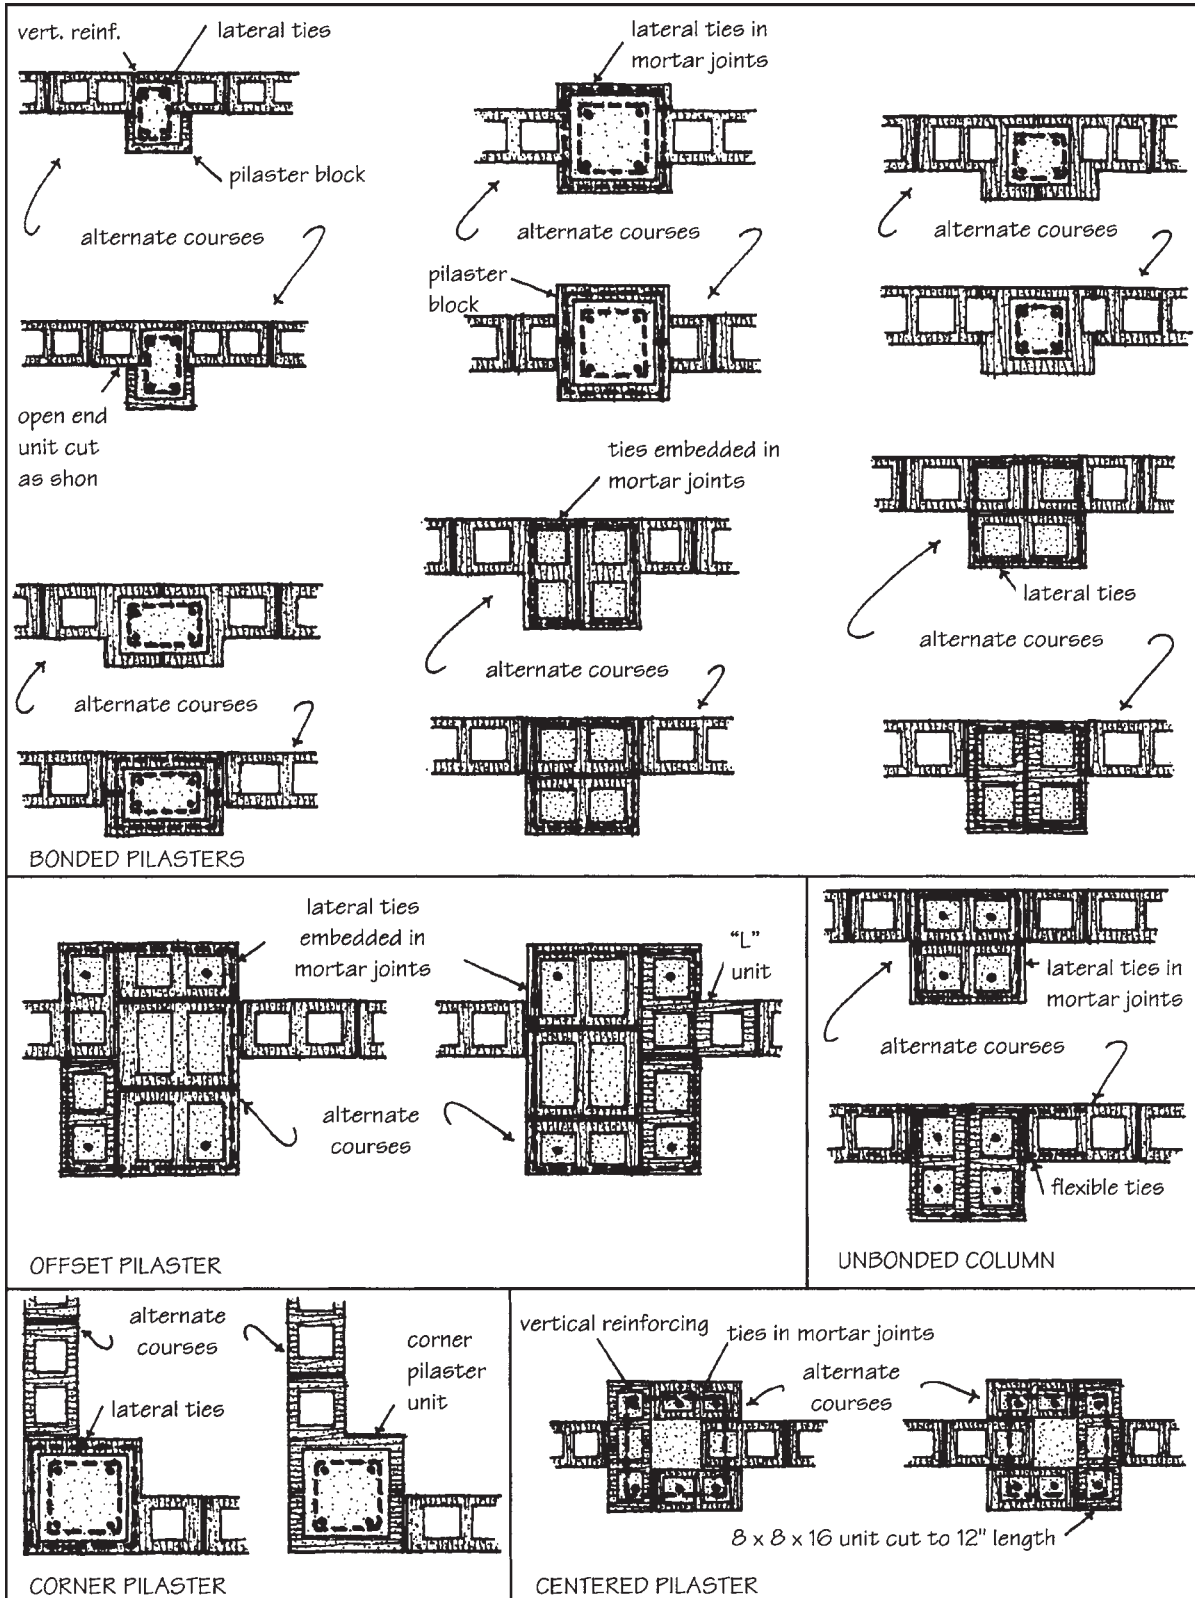 vert. reinf.
lateral ties
pilaster block
alternate courses
open end
unit cut
as shon
lateral ties in
mortar joints
alternate courses
pilaster
block
alternate courses
alternate courses
ties embedded in
mortar joints
alternate courses
lateral ties
alternate courses
BONDED PILASTERS
lateral ties
embedded in
mortar joints
"L"
unit
alternate
courses
OFFSET PILASTER
lateral ties in
mortar joints
alternate courses
flexible ties
UNBONDED COLUMN
alternate
courses
lateral ties
corner
pilaster
unit
CORNER PILASTER
vertical reinforcing
ties in mortar joints
alternate
courses
8 x 8 x 16 unit cut to 12" length
CENTERED PILASTER